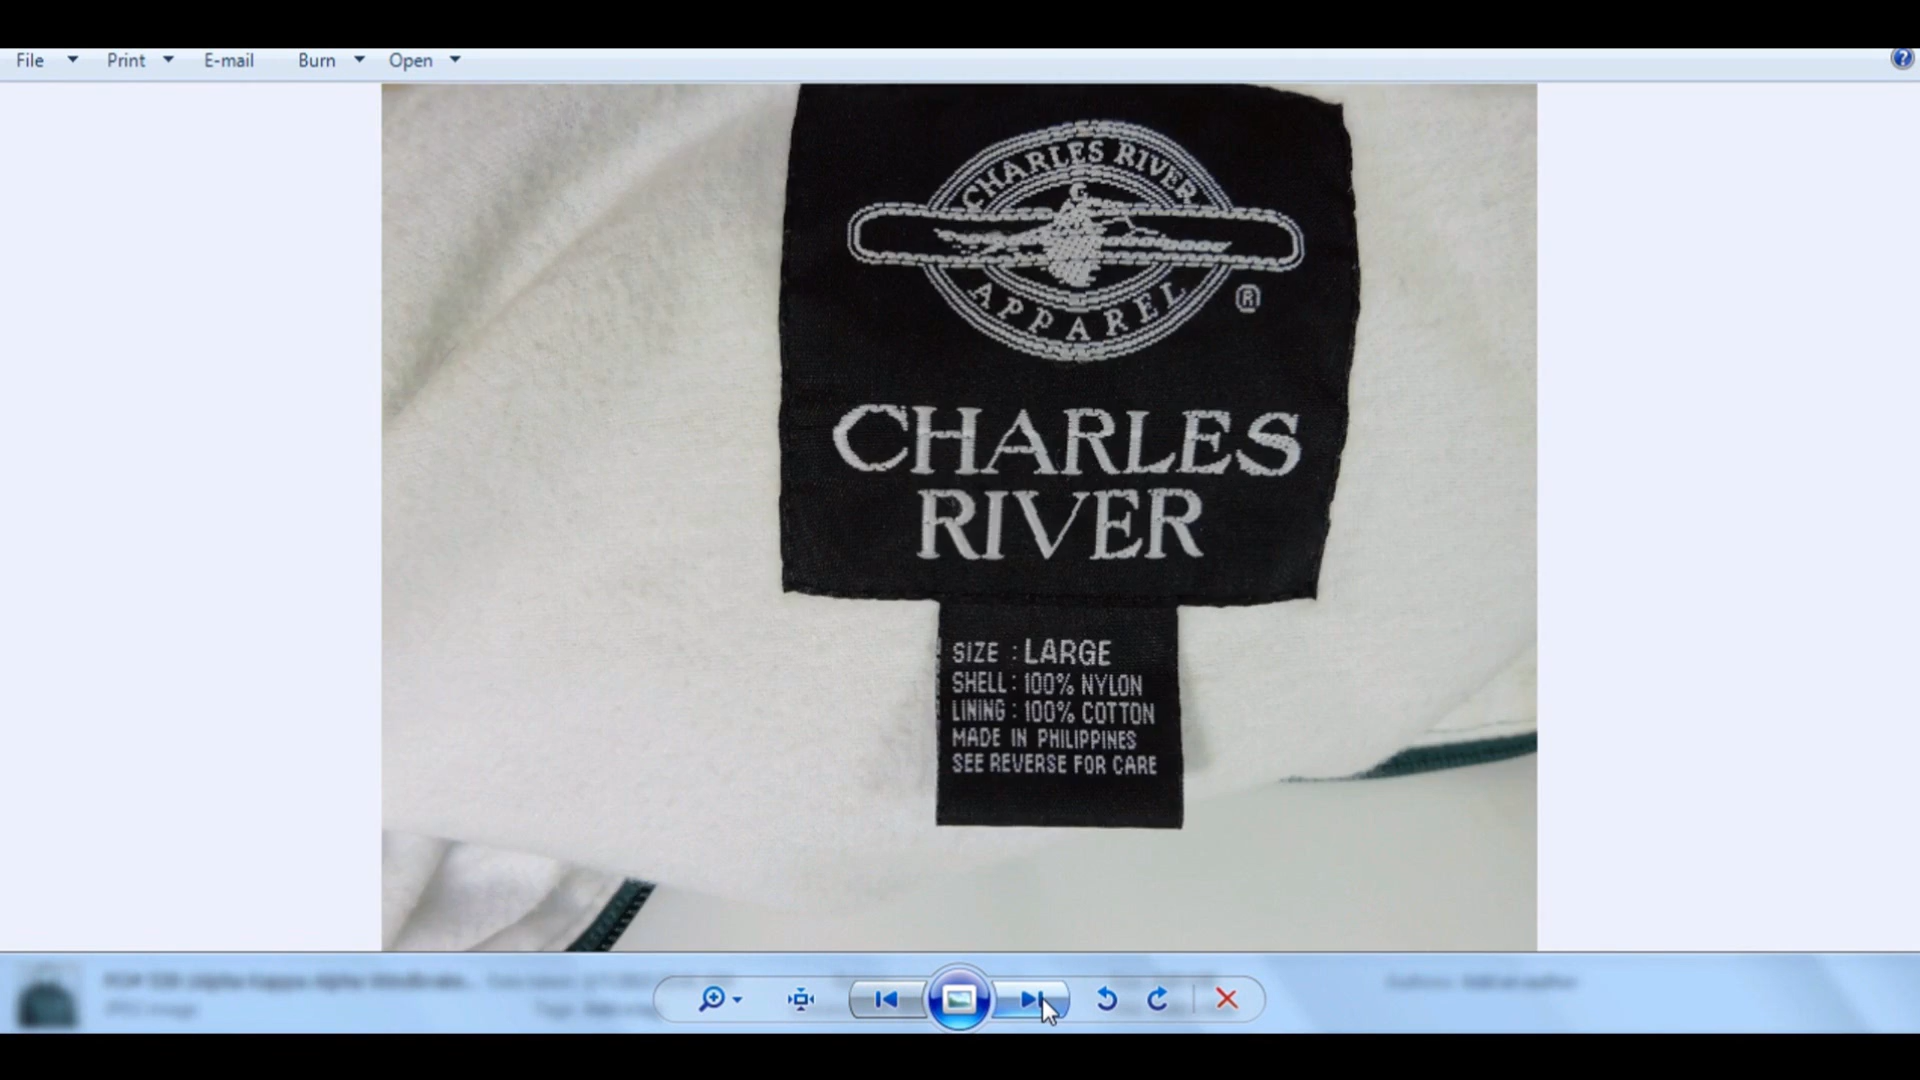 File Print E-mail Burn Open
CHARLES RIVER
APPAREL
®
CHARLES
RIVER
SIZE : LARGE
SHELL : 100% NYLON
LINING : 100% COTTON
MADE IN PHILIPPINES
SEE REVERSE FOR CARE